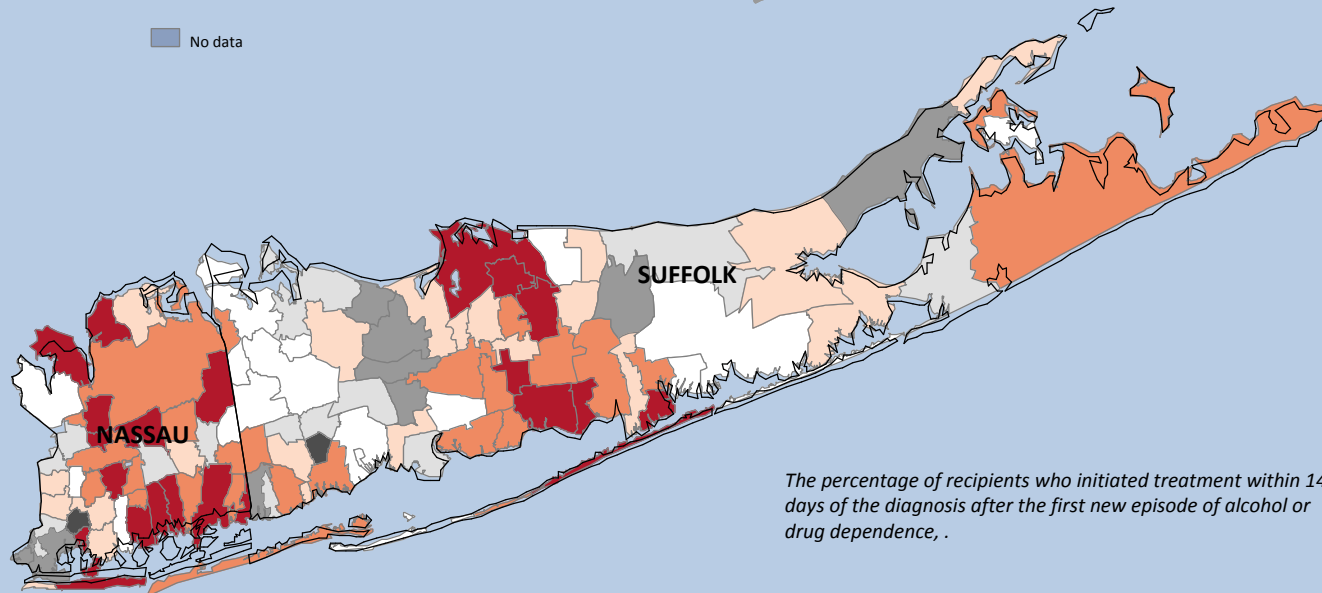 No data
SUFFOLK
NASSAU
The percentage of recipients who initiated treatment within 14
days of the diagnosis after the first new episode of alcohol or
drug dependence, .